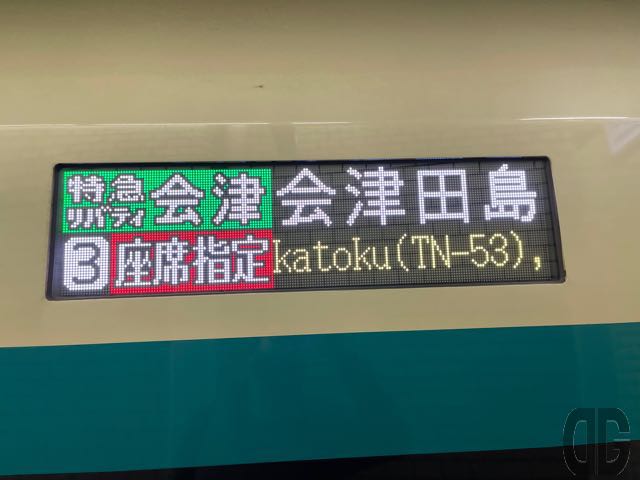 特急
リバティ
会津 会津田島
3 座席指定 katoku(TN-53),
DG